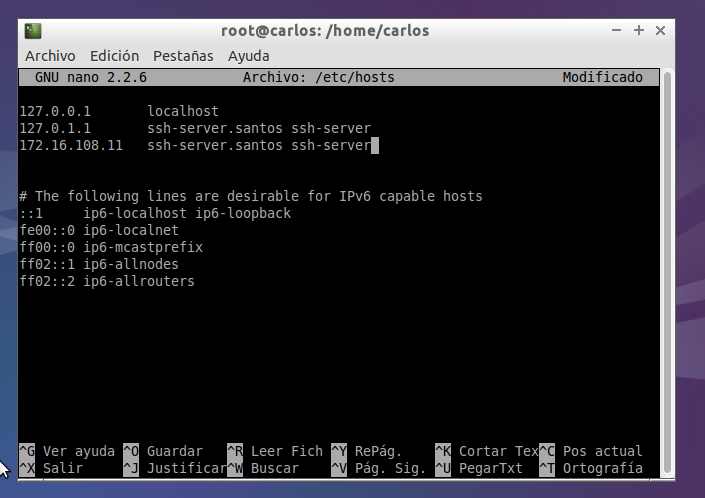 root@carlos: /home/carlos
Archivo Edición Pestañas Ayuda
GNU nano 2.2.6 Archivo: /etc/hosts Modificado
127.0.0.1 localhost
127.0.1.1 ssh-server.santos ssh-server
172.16.108.11 ssh-server.santos ssh-server
# The following lines are desirable for IPv6 capable hosts
::1 ip6-localhost ip6-loopback
fe00::0 ip6-localnet
ff00::0 ip6-mcastprefix
ff02::1 ip6-allnodes
ff02::2 ip6-allrouters
^G Ver ayuda ^O Guardar ^R Leer Fich ^Y RePág. ^K Cortar Tex ^C Pos actual
^X Salir ^J Justificar ^W Buscar ^V Pág. Sig. ^U PegarTxt ^T Ortografía